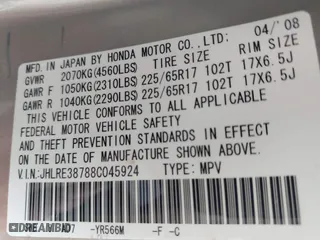 MFD. IN JAPAN BY HONDA MOTOR CO., LTD: 04/'08
GVWR 2070KG(4560LBS) TIRE SIZE RIM SIZE
GAWR F 1050KG(2310LBS) 225/65R17 102T 17X6.5J
GAWR R 1040KG(2290LBS) 225/65R17 102T 17X6.5J
THIS VEHICLE CONFORMS TO ALL APPLICABLE
FEDERAL MOTOR VEHICLE SAFETY
AND THEFT PREVENTION STANDARDS IN EFFECT
ON THE DATE OF MANUFACTURE SHOWN ABOVE.
V.I.N:JHLRE38788C045924 TYPE: MPV
DREAMBID -YR566M -F -C